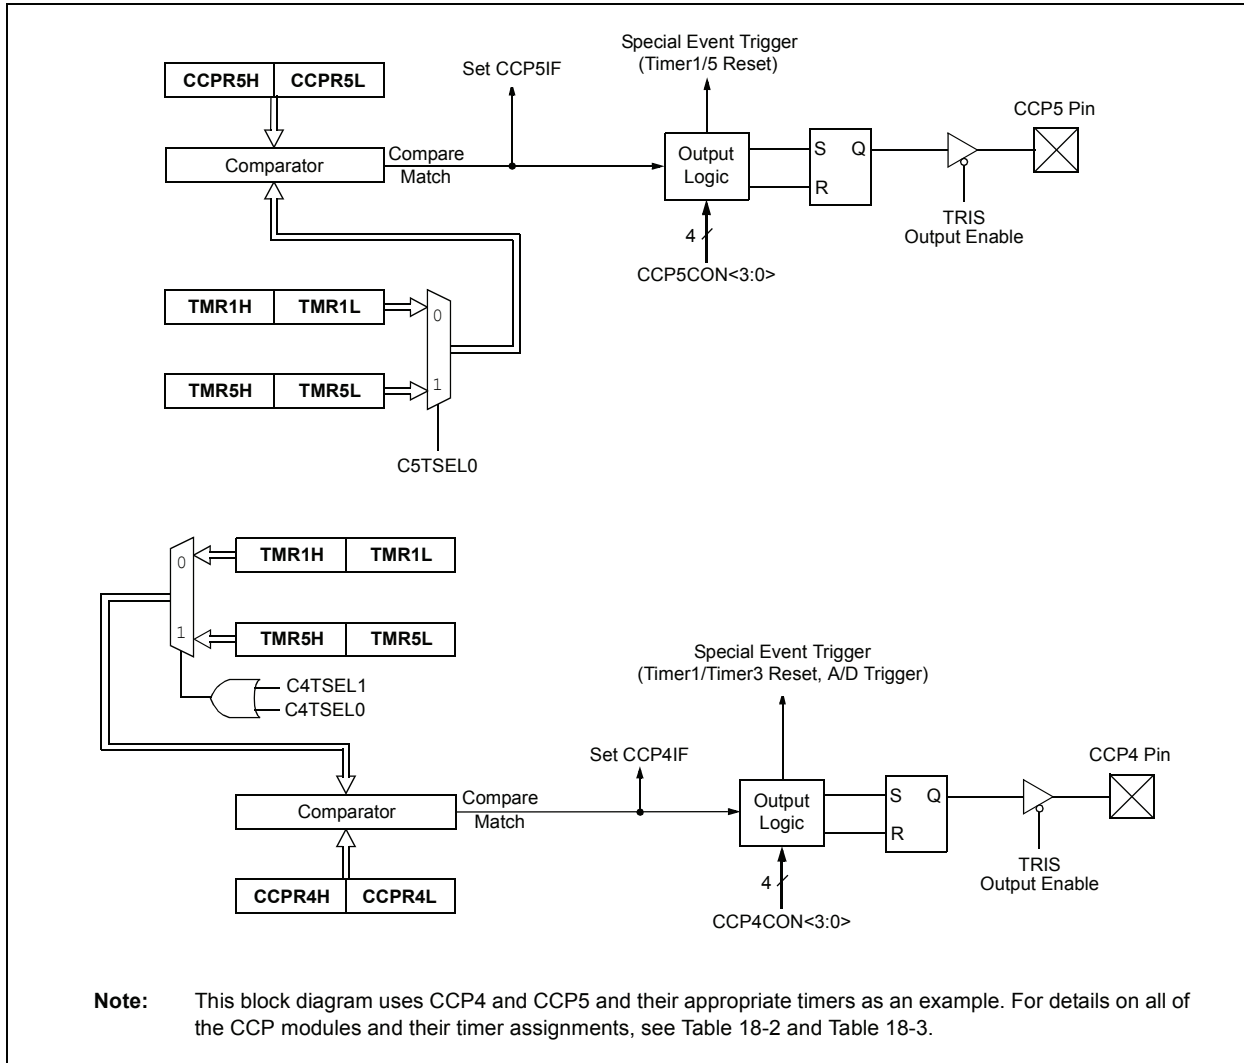 Special Event Trigger
(Timer1/5 Reset)
Set CCP5IF
CCPR5H CCPR5L
CCP5 Pin
Comparator
Compare
Match
Output
Logic
S Q
R
TRIS
Output Enable
4
CCP5CON<3:0>
TMR1H TMR1L
0
TMR5H TMR5L
1
C5TSEL0
0
TMR1H TMR1L
1
TMR5H TMR5L
C4TSEL1
C4TSEL0
Special Event Trigger
(Timer1/Timer3 Reset, A/D Trigger)
Set CCP4IF
CCP4 Pin
Comparator
Compare
Match
Output
Logic
S Q
R
TRIS
Output Enable
4
CCPR4H CCPR4L
CCP4CON<3:0>
Note: This block diagram uses CCP4 and CCP5 and their appropriate timers as an example. For details on all of
the CCP modules and their timer assignments, see Table 18-2 and Table 18-3.